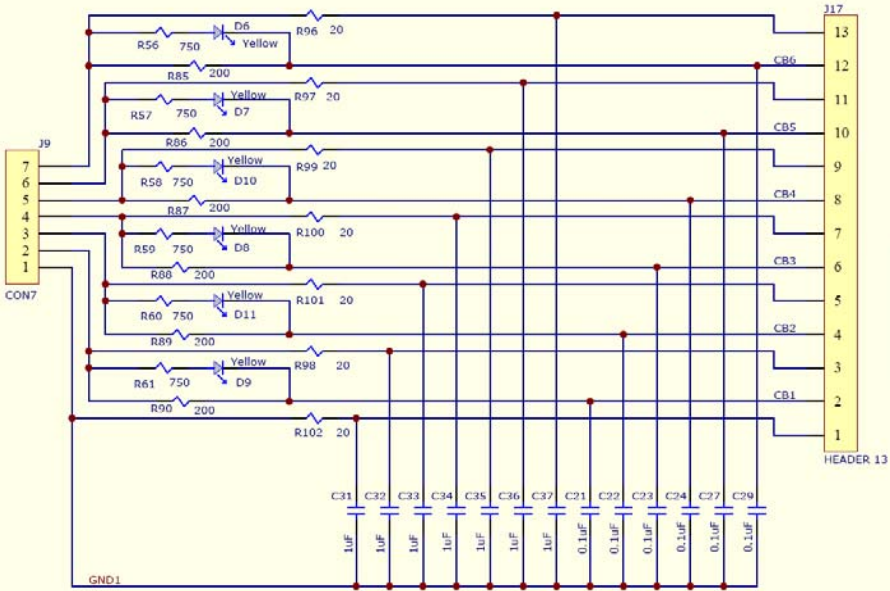 J17
D6
R96 20
13
R56 750
Yellow
CB6 12
R85 200
R97 20
Yellow
11
R57 750 D7
CB5 10
R86 200
J9
Yellow
R99 20
9
7
R58 750 D10
6
CB4 8
5
R87 200
4
R100 20
Yellow
7
3
R59 750 D8
2
CB3 6
1
R88 200
R101 20
CON7
Yellow
5
R60 750 D11
CB2 4
R89 200
R98 20
Yellow
3
R61 750 D9
CB1 2
R90 200
R102 20
1
HEADER 13
C31 C32 C33 C34 C35 C36 C37 C21 C22 C23 C24 C27 C29
1uF 1uF 1uF 1uF 1uF 1uF 1uF 0.1uF 0.1uF 0.1uF 0.1uF 0.1uF 0.1uF
GND1